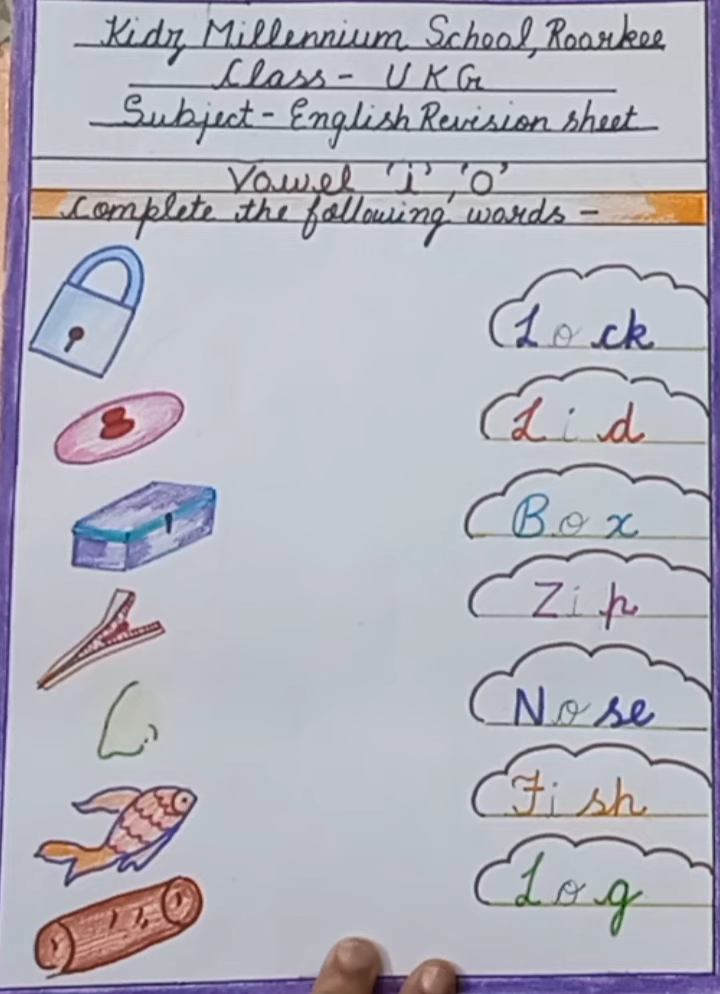 Kidz Millennium School, Roorkee
Class - U K G
Subject - English Revision sheet
Vowel 'i', 'o'
Complete the following words -
Lock
Lid
Box
Zip
Nose
Fish
Log